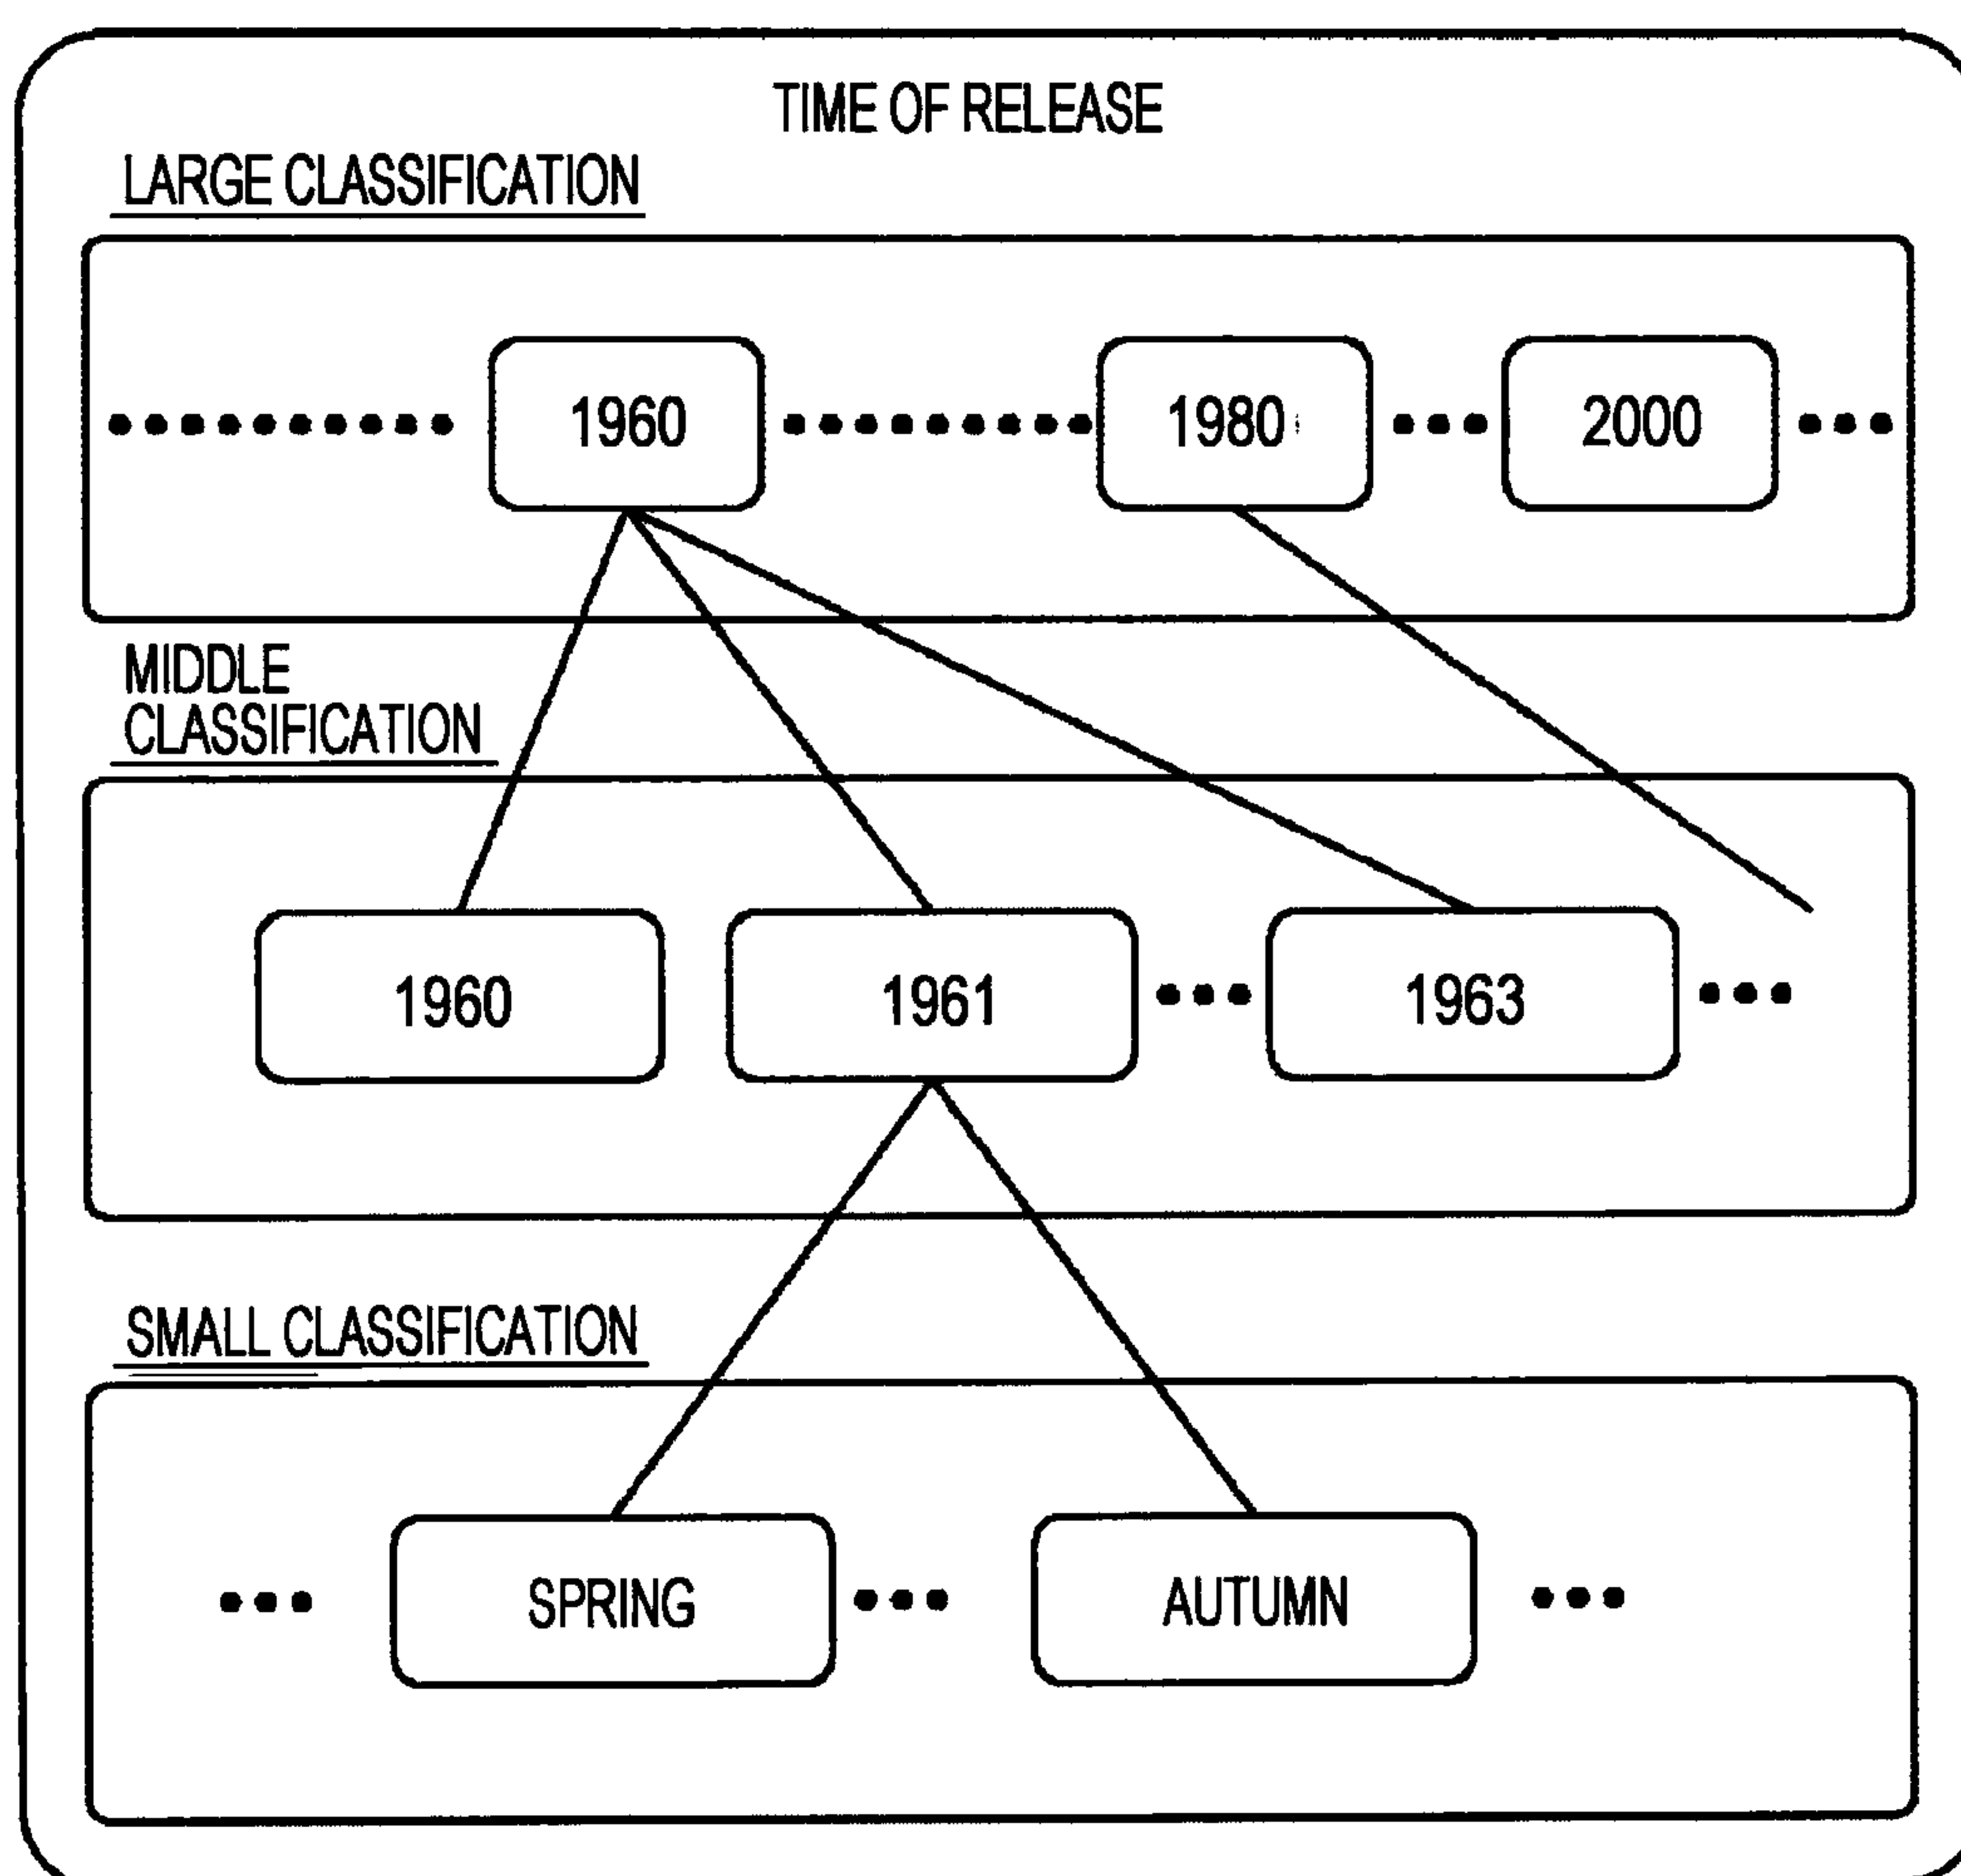 TIME OF RELEASE
LARGE CLASSIFICATION
1960 1980 2000
MIDDLE
CLASSIFICATION
1960 1961 1963
SMALL CLASSIFICATION
SPRING AUTUMN